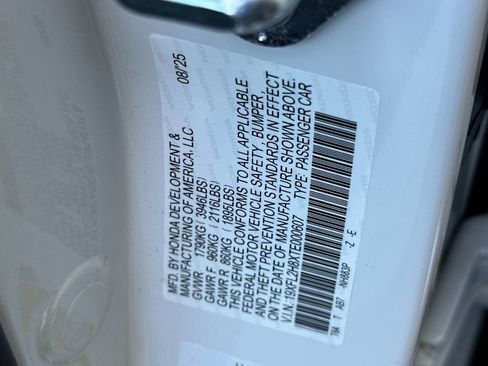 MFD. BY HONDA DEVELOPMENT &
MANUFACTURING OF AMERICA, LLC 08/25
GVWR 1790KG ( 3946LBS)
GAWR F 960KG ( 2116LBS)
GAWR R 860KG ( 1895LBS)
THIS VEHICLE CONFORMS TO ALL APPLICABLE
FEDERAL MOTOR VEHICLE SAFETY, BUMPER,
AND THEFT PREVENTION STANDARDS IN EFFECT
ON THE DATE OF MANUFACTURE SHOWN ABOVE.
V.I.N: 19XFL2H8XTE000607 TYPE: PASSENGER CAR
-Z -E